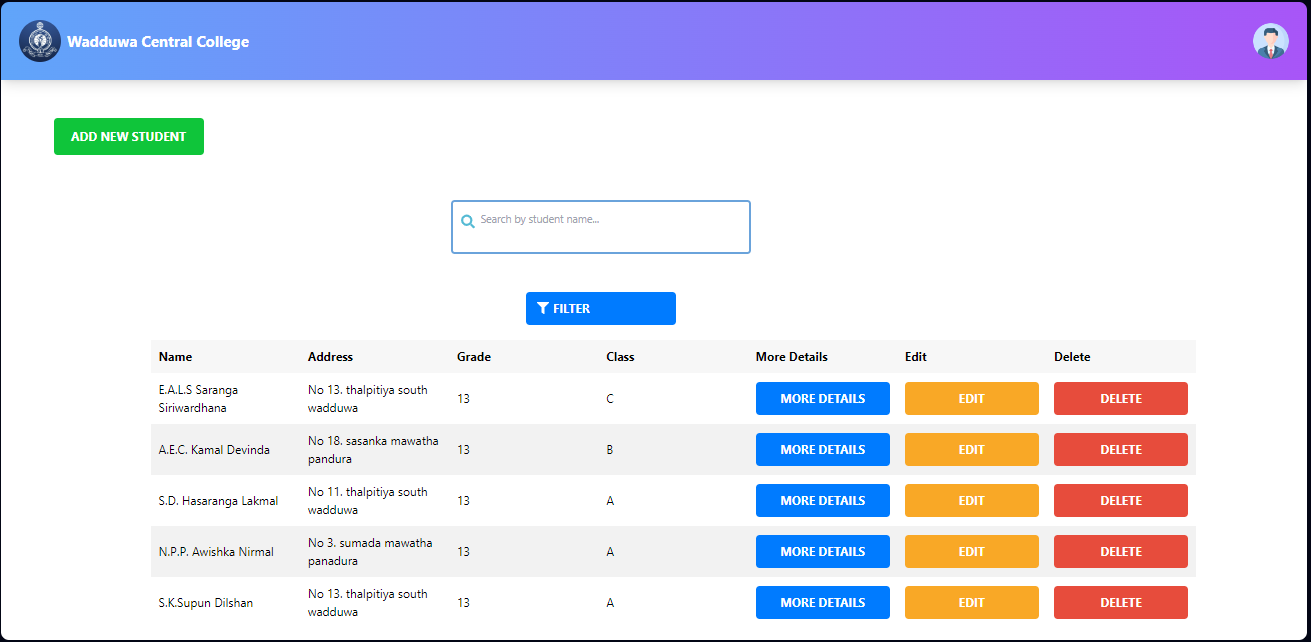 Wadduwa Central College
ADD NEW STUDENT
Search by student name...
FILTER
Name Address Grade Class More Details Edit Delete
E.A.L.S Saranga Siriwardhana No 13. thalpitiya south wadduwa 13 C MORE DETAILS EDIT DELETE
A.E.C. Kamal Devinda No 18. sasanka mawatha pandura 13 B MORE DETAILS EDIT DELETE
S.D. Hasaranga Lakmal No 11. thalpitiya south wadduwa 13 A MORE DETAILS EDIT DELETE
N.P.P. Awishka Nirmal No 3. sumada mawatha panadura 13 A MORE DETAILS EDIT DELETE
S.K.Supun Dilshan No 13. thalpitiya south wadduwa 13 A MORE DETAILS EDIT DELETE